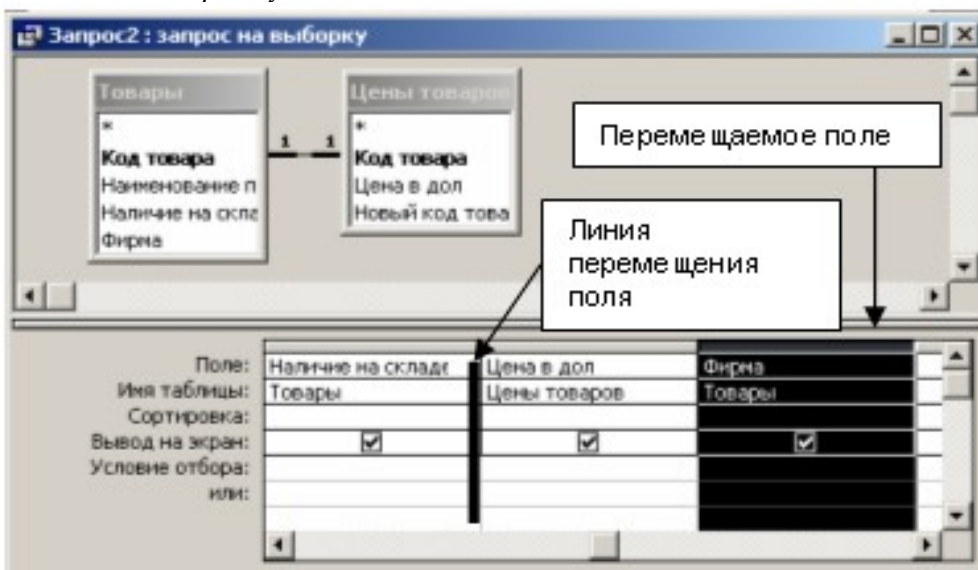 Запрос2 : запрос на выборку
Товары
*
Код товара
Наименование п
Наличие на скла
Фирма
1 1
Цены товаров
*
Код товара
Цена в дол
Новый код това
Перемещаемое поле
Линия
перемещения
поля
Поле: Наличие на складе Цена в дол Фирма
Имя таблицы: Товары Цены товаров Товары
Сортировка:
Вывод на экран:
Условие отбора:
или: